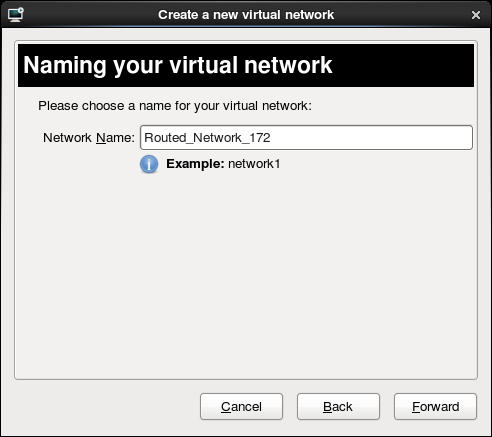 Create a new virtual network
Naming your virtual network
Please choose a name for your virtual network:
Network Name: Routed_Network_172
Example: network1
Cancel Back Forward